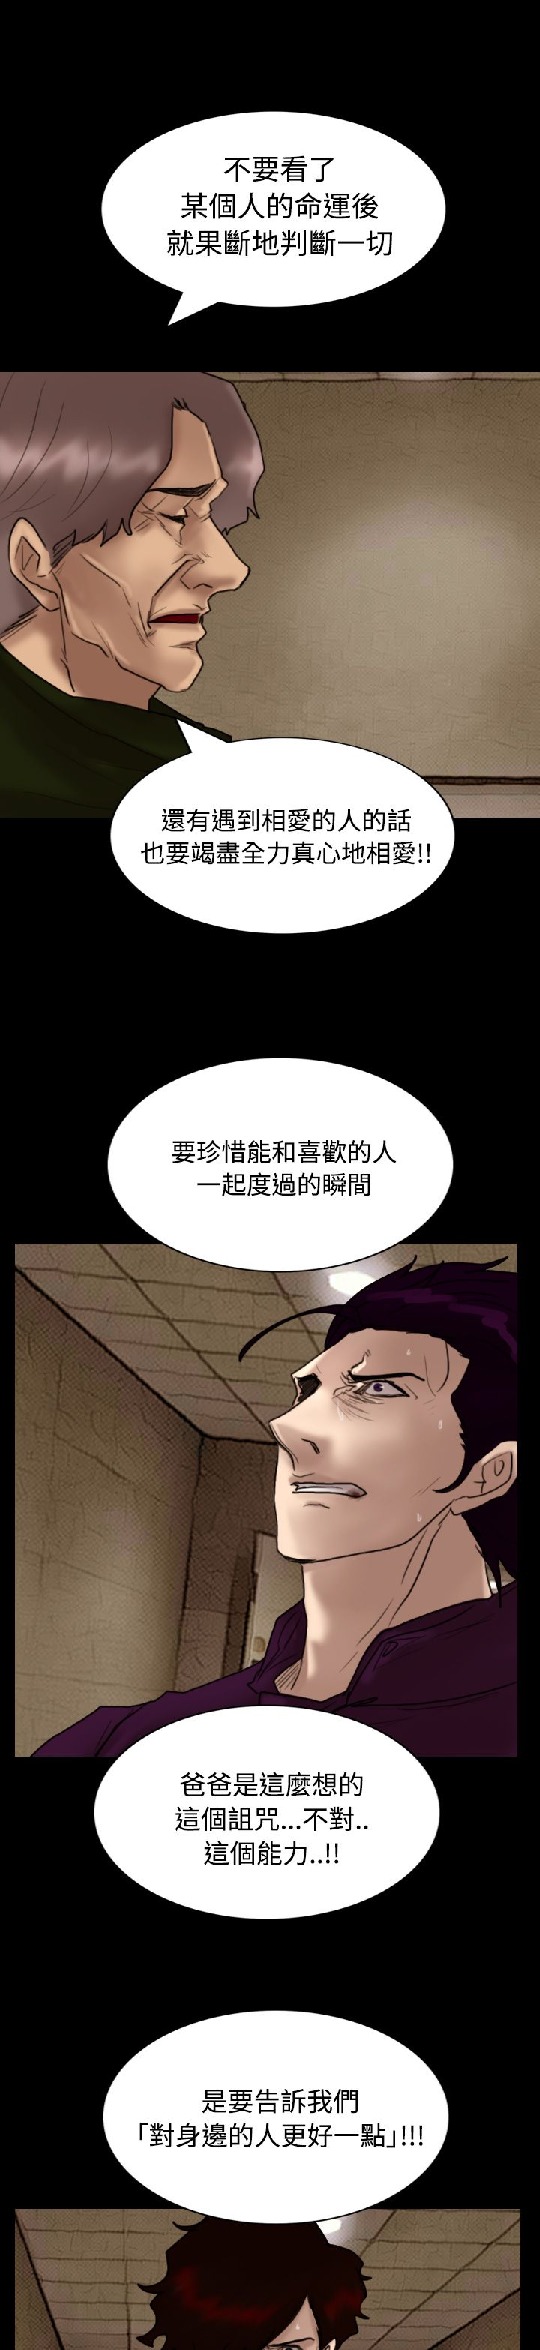 不要看了
某個人的命運後
就果斷地判斷一切
還有遇到相愛的人的話
也要竭盡全力真心地相愛!!
要珍惜能和喜歡的人
一起度過的瞬間
爸爸是這麼想的
這個詛咒...不對..
這個能力..!!
是要告訴我們
「對身邊的人更好一點」!!!